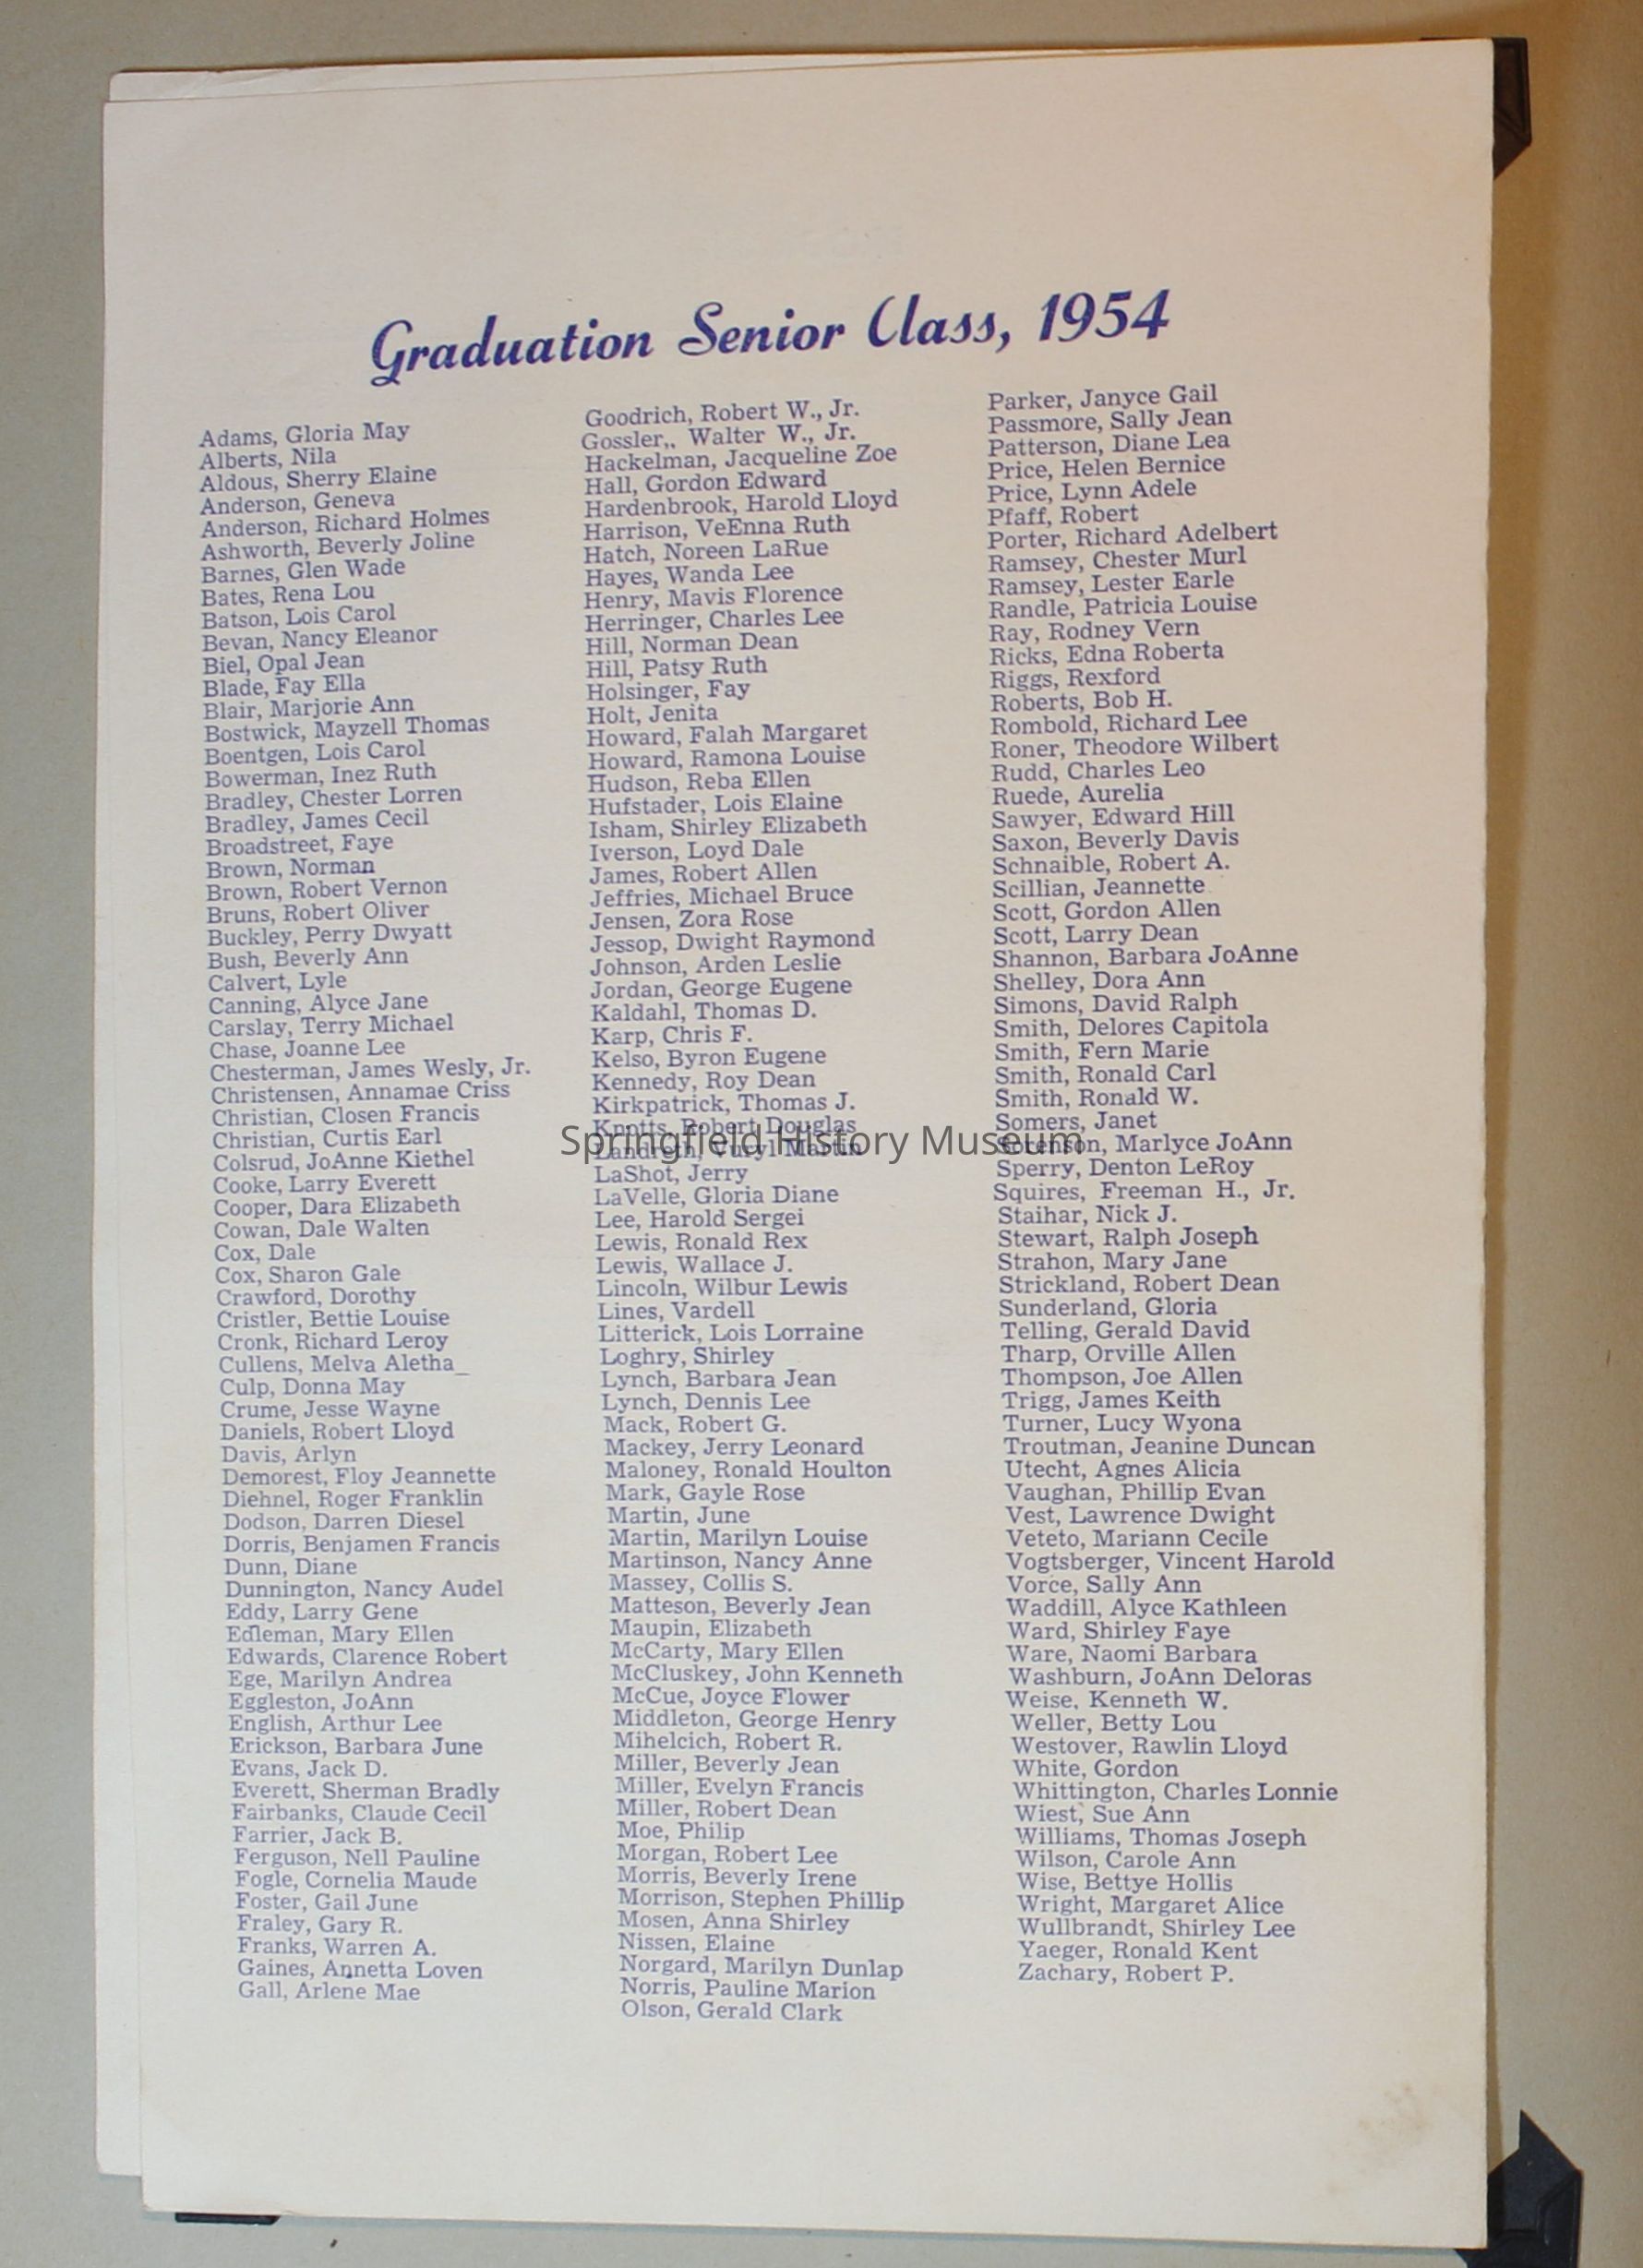 Graduation Senior Class, 1954
Adams, Gloria May
Alberts, Nila
Aldous, Sherry Elaine
Anderson, Geneva
Anderson, Richard Holmes
Ashworth, Beverly Joline
Barnes, Glen Wade
Bates, Rena Lou
Batson, Lois Carol
Bevan, Nancy Eleanor
Biel, Opal Jean
Blade, Fay Ella
Blair, Marjorie Ann
Bostwick, Mayzell Thomas
Boentgen, Lois Carol
Bowerman, Inez Ruth
Bradley, Chester Lorren
Bradley, James Cecil
Broadstreet, Faye
Brown, Norman
Brown, Robert Vernon
Bruns, Robert Oliver
Buckley, Perry Dwyatt
Bush, Beverly Ann
Calvert, Lyle
Canning, Alyce Jane
Carslay, Terry Michael
Chase, Joanne Lee
Chesterman, James Wesly, Jr.
Christensen, Annamae Criss
Christian, Closen Francis
Christian, Curtis Earl
Colsrud, JoAnne Kiethel
Cooke, Larry Everett
Cooper, Dara Elizabeth
Cowan, Dale Walten
Cox, Dale
Cox, Sharon Gale
Crawford, Dorothy
Cristler, Bettie Louise
Cronk, Richard Leroy
Cullens, Melva Aletha_
Culp, Donna May
Crume, Jesse Wayne
Daniels, Robert Lloyd
Davis, Arlyn
Demorest, Floy Jeannette
Diehnel, Roger Franklin
Dodson, Darren Diesel
Dorris, Benjamen Francis
Dunn, Diane
Dunnington, Nancy Audel
Eddy, Larry Gene
Edleman, Mary Ellen
Edwards, Clarence Robert
Ege, Marilyn Andrea
Eggleston, JoAnn
English, Arthur Lee
Erickson, Barbara June
Evans, Jack D.
Everett, Sherman Bradly
Fairbanks, Claude Cecil
Farrier, Jack B.
Ferguson, Nell Pauline
Fogle, Cornelia Maude
Foster, Gail June
Fraley, Gary R.
Franks, Warren A.
Gaines, Annetta Loven
Gall, Arlene Mae
Goodrich, Robert W., Jr.
Gossler,, Walter W., Jr.
Hackelman, Jacqueline Zoe
Hall, Gordon Edward
Hardenbrook, Harold Lloyd
Harrison, VeEnna Ruth
Hatch, Noreen LaRue
Hayes, Wanda Lee
Henry, Mavis Florence
Herringer, Charles Lee
Hill, Norman Dean
Hill, Patsy Ruth
Holsinger, Fay
Holt, Jenita
Howard, Falah Margaret
Howard, Ramona Louise
Hudson, Reba Ellen
Hufstader, Lois Elaine
Isham, Shirley Elizabeth
Iverson, Loyd Dale
James, Robert Allen
Jeffries, Michael Bruce
Jensen, Zora Rose
Jessop, Dwight Raymond
Johnson, Arden Leslie
Jordan, George Eugene
Kaldahl, Thomas D.
Karp, Chris F.
Kelso, Byron Eugene
Kennedy, Roy Dean
Kirkpatrick, Thomas J.
Knotts, Robert Douglas
Landreth, Vuryl Martin
LaShot, Jerry
LaVelle, Gloria Diane
Lee, Harold Sergei
Lewis, Ronald Rex
Lewis, Wallace J.
Lincoln, Wilbur Lewis
Lines, Vardell
Litterick, Lois Lorraine
Loghry, Shirley
Lynch, Barbara Jean
Lynch, Dennis Lee
Mack, Robert G.
Mackey, Jerry Leonard
Maloney, Ronald Houlton
Mark, Gayle Rose
Martin, June
Martin, Marilyn Louise
Martinson, Nancy Anne
Massey, Collis S.
Matteson, Beverly Jean
Maupin, Elizabeth
McCarty, Mary Ellen
McCluskey, John Kenneth
McCue, Joyce Flower
Middleton, George Henry
Mihelcich, Robert R.
Miller, Beverly Jean
Miller, Evelyn Francis
Miller, Robert Dean
Moe, Philip
Morgan, Robert Lee
Morris, Beverly Irene
Morrison, Stephen Phillip
Mosen, Anna Shirley
Nissen, Elaine
Norgard, Marilyn Dunlap
Norris, Pauline Marion
Olson, Gerald Clark
Parker, Janyce Gail
Passmore, Sally Jean
Patterson, Diane Lea
Price, Helen Bernice
Price, Lynn Adele
Pfaff, Robert
Porter, Richard Adelbert
Ramsey, Chester Murl
Ramsey, Lester Earle
Randle, Patricia Louise
Ray, Rodney Vern
Ricks, Edna Roberta
Riggs, Rexford
Roberts, Bob H.
Rombold, Richard Lee
Roner, Theodore Wilbert
Rudd, Charles Leo
Ruede, Aurelia
Sawyer, Edward Hill
Saxon, Beverly Davis
Schnaible, Robert A.
Scillian, Jeannette
Scott, Gordon Allen
Scott, Larry Dean
Shannon, Barbara JoAnne
Shelley, Dora Ann
Simons, David Ralph
Smith, Delores Capitola
Smith, Fern Marie
Smith, Ronald Carl
Smith, Ronald W.
Somers, Janet
Sorenson, Marlyce JoAnn
Sperry, Denton LeRoy
Squires, Freeman H., Jr.
Staihar, Nick J.
Stewart, Ralph Joseph
Strahon, Mary Jane
Strickland, Robert Dean
Sunderland, Gloria
Telling, Gerald David
Tharp, Orville Allen
Thompson, Joe Allen
Trigg, James Keith
Turner, Lucy Wyona
Troutman, Jeanine Duncan
Utecht, Agnes Alicia
Vaughan, Phillip Evan
Vest, Lawrence Dwight
Veteto, Mariann Cecile
Vogtsberger, Vincent Harold
Vorce, Sally Ann
Waddill, Alyce Kathleen
Ward, Shirley Faye
Ware, Naomi Barbara
Washburn, JoAnn Deloras
Weise, Kenneth W.
Weller, Betty Lou
Westover, Rawlin Lloyd
White, Gordon
Whittington, Charles Lonnie
Wiest, Sue Ann
Williams, Thomas Joseph
Wilson, Carole Ann
Wise, Bettye Hollis
Wright, Margaret Alice
Wullbrandt, Shirley Lee
Yaeger, Ronald Kent
Zachary, Robert P.
Springfield History Museum